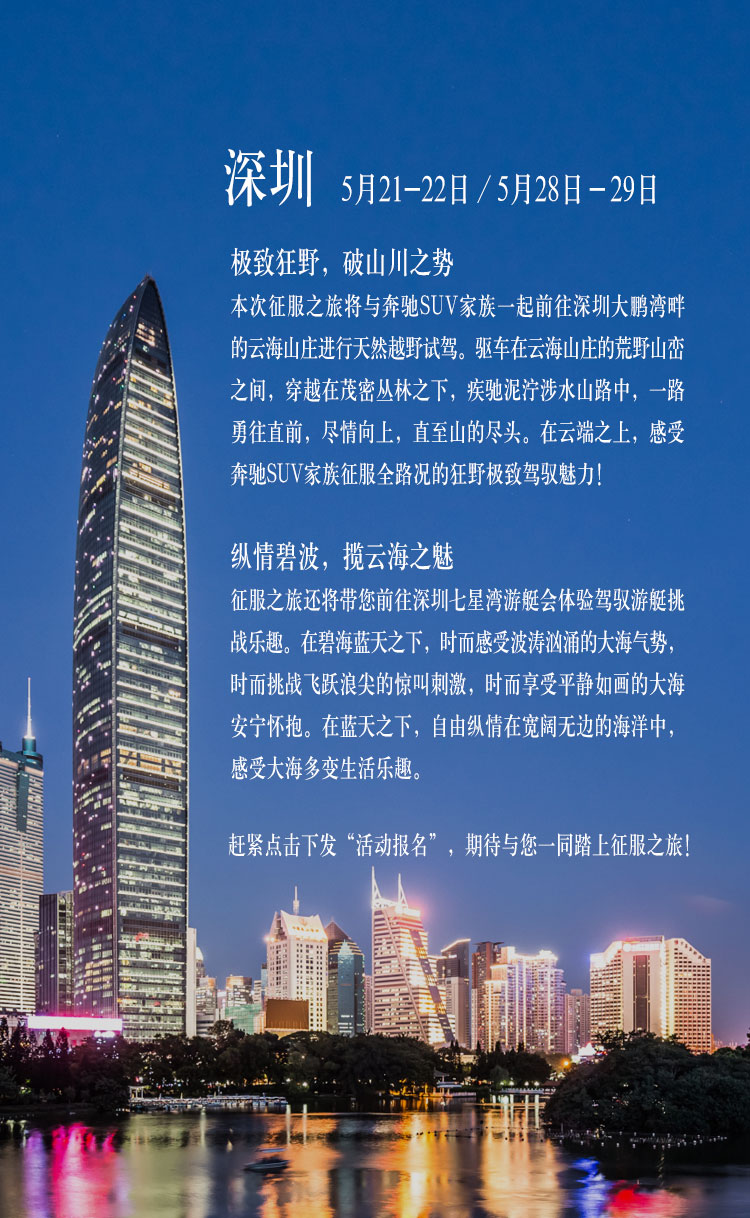 深圳 5月21-22日 / 5月28日 - 29日
极致狂野，破山川之势
本次征服之旅将与奔驰SUV家族一起前往深圳大鹏湾畔
的云海山庄进行天然越野试驾。驱车在云海山庄的荒野山峦
之间，穿越在茂密丛林之下，疾驰泥泞涉水山路中，一路
勇往直前，尽情向上，直至山的尽头。在云端之上，感受
奔驰SUV家族征服全路况的狂野极致驾驭魅力！
纵情碧波，揽云海之魅
征服之旅还将带您前往深圳七星湾游艇会体验驾驭游艇挑
战乐趣。在碧海蓝天之下，时而感受波涛汹涌的大海气势，
时而挑战飞跃浪尖的惊叫刺激，时而享受平静如画的大海
安宁怀抱。在蓝天之下，自由纵情在宽阔无边的海洋中，
感受大海多变生活乐趣。
赶紧点击下发“活动报名”，期待与您一同踏上征服之旅！